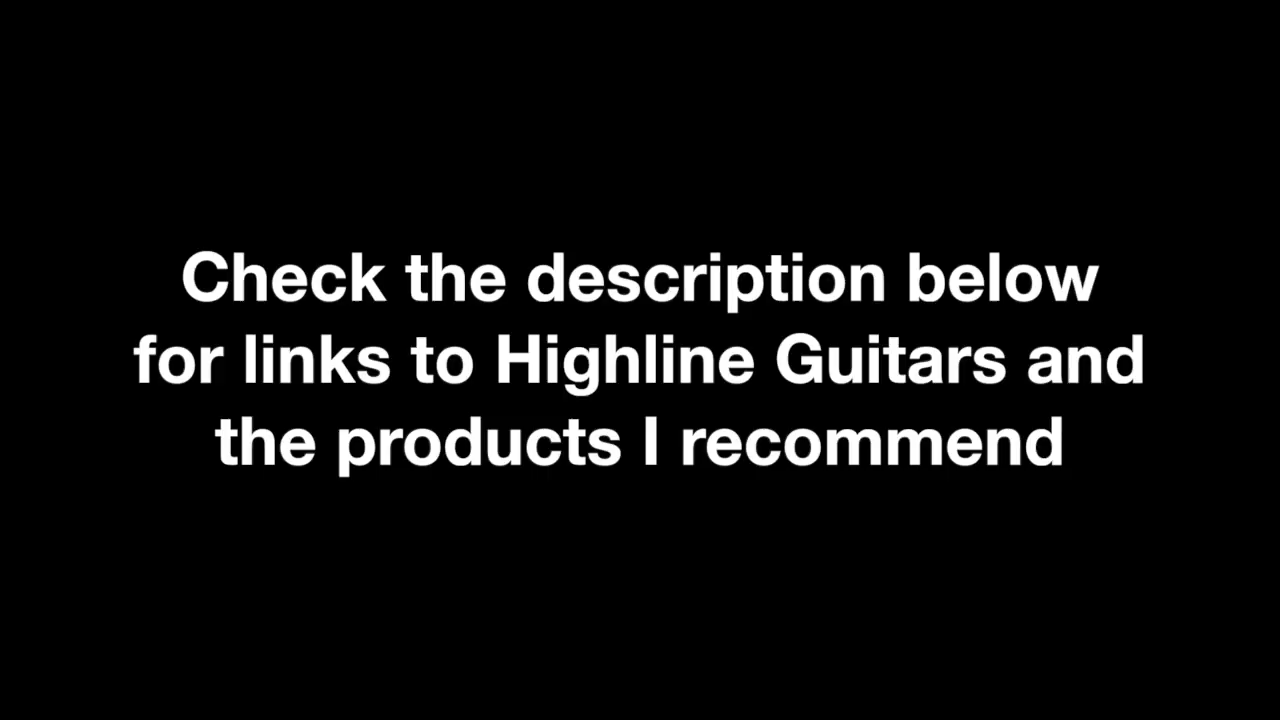 Check the description below
for links to Highline Guitars and
the products I recommend